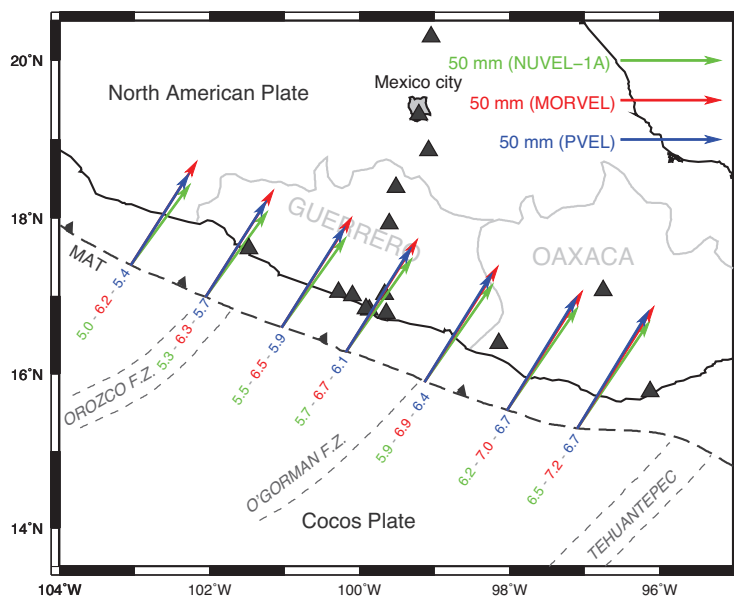 20°N
18°N
16°N
14°N
104°W
102°W
100°W
98°W
96°W
50 mm (NUVEL−1A)
50 mm (MORVEL)
50 mm (PVEL)
Mexico city
North American Plate
GUERRERO
OAXACA
MAT
5.0 - 6.2 - 5.4
5.3 - 6.3 - 5.7
5.5 - 6.5 - 5.9
5.7 - 6.7 - 6.1
5.9 - 6.9 - 6.4
6.2 - 7.0 - 6.7
6.5 - 7.2 - 6.7
OROZCO F.Z.
O'GORMAN F.Z.
TEHUANTEPEC
Cocos Plate